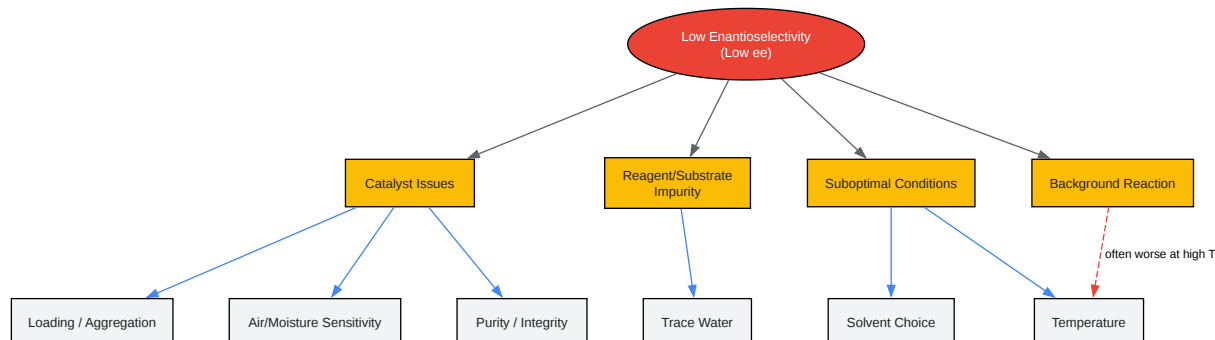 Low Enantioselectivity
(Low ee)
Catalyst Issues
Reagent/Substrate
Impurity
Suboptimal Conditions
Background Reaction
often worse at high T
Loading / Aggregation
Air/Moisture Sensitivity
Purity / Integrity
Trace Water
Solvent Choice
Temperature